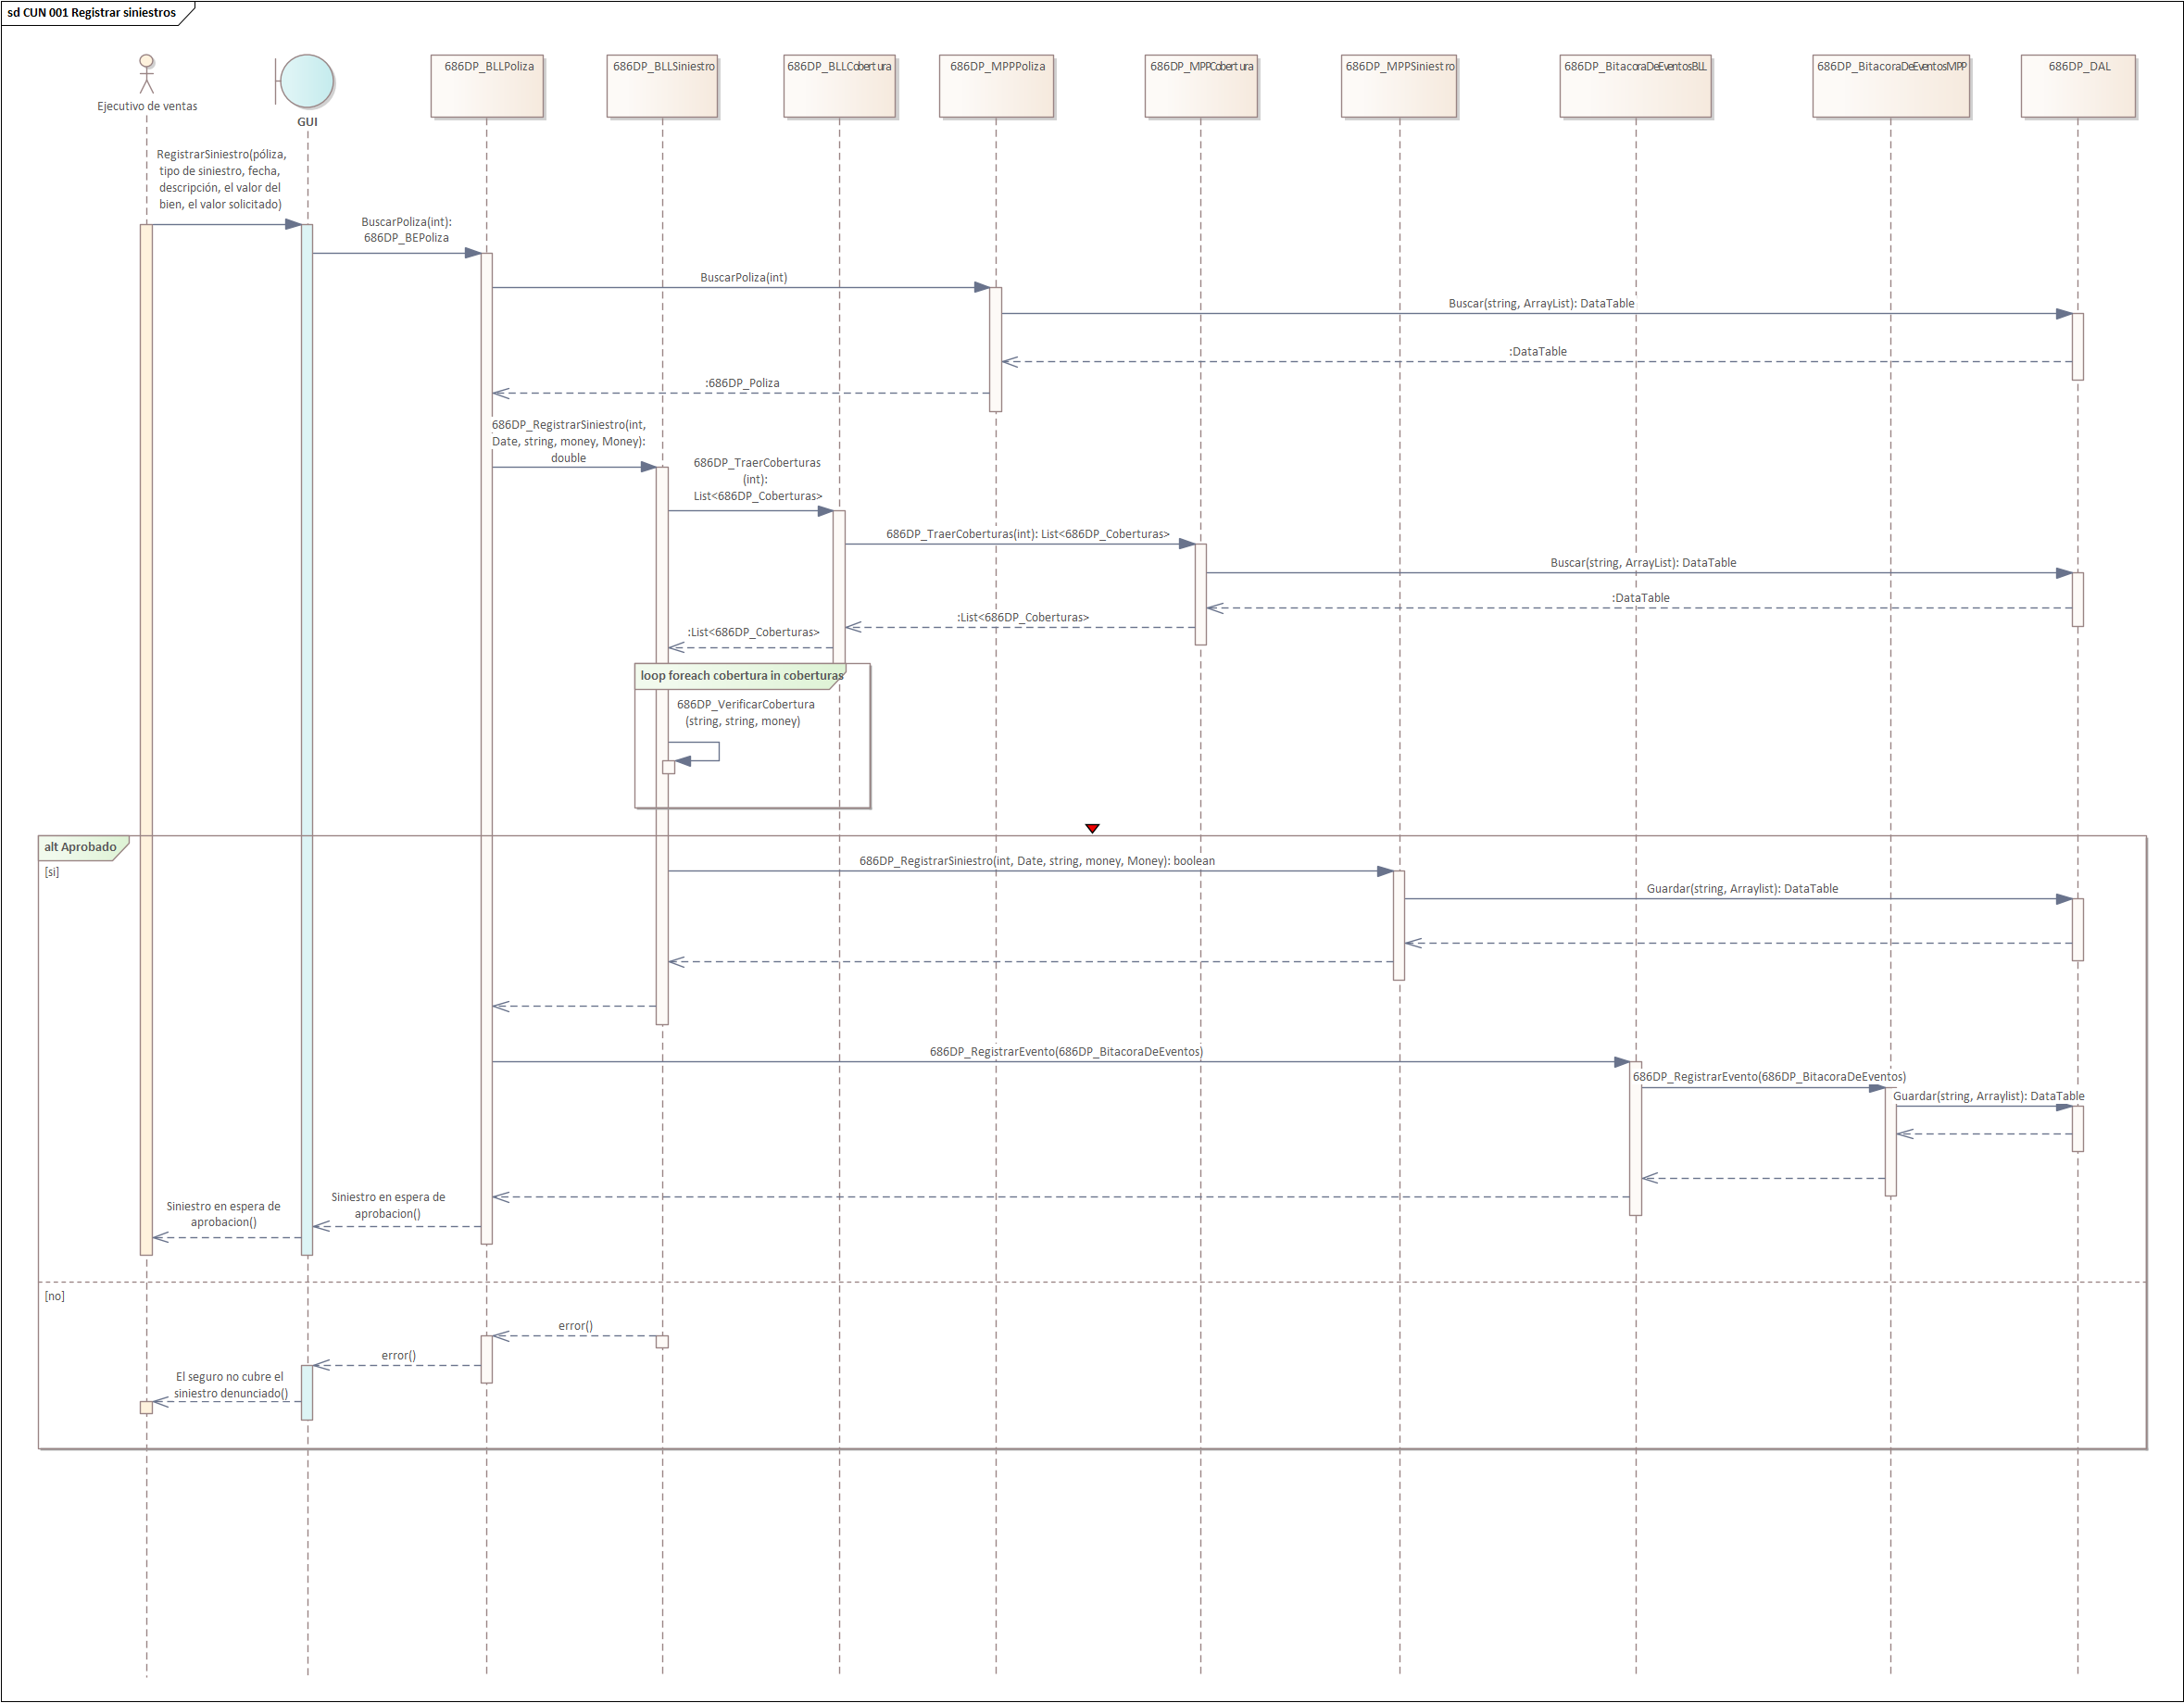 sd CUN 001 Registrar siniestros
Ejecutivo de ventas
GUI
686DP_BLLPoliza
686DP_BLLSiniestro
686DP_BLLCobertura
686DP_MPPPoliza
686DP_MPPCobertura
686DP_MPPSiniestro
686DP_BitacoraDeEventosBLL
686DP_BitacoraDeEventosMPP
686DP_DAL
RegistrarSiniestro(póliza,
tipo de siniestro, fecha,
descripción, el valor del
bien, el valor solicitado)
BuscarPoliza(int):
686DP_BEPoliza
BuscarPoliza(int)
Buscar(string, ArrayList): DataTable
:DataTable
:686DP_Poliza
686DP_RegistrarSiniestro(int,
Date, string, money, Money):
double
686DP_TraerCoberturas
(int):
List<686DP_Coberturas>
686DP_TraerCoberturas(int): List<686DP_Coberturas>
Buscar(string, ArrayList): DataTable
:DataTable
:List<686DP_Coberturas>
:List<686DP_Coberturas>
loop foreach cobertura in coberturas
686DP_VerificarCobertura
(string, string, money)
alt Aprobado
[si]
686DP_RegistrarSiniestro(int, Date, string, money, Money): boolean
Guardar(string, Arraylist): DataTable
686DP_RegistrarEvento(686DP_BitacoraDeEventos)
686DP_RegistrarEvento(686DP_BitacoraDeEventos)
Guardar(string, Arraylist): DataTable
Siniestro en espera de
aprobacion()
Siniestro en espera de
aprobacion()
[no]
error()
error()
El seguro no cubre el
siniestro denunciado()